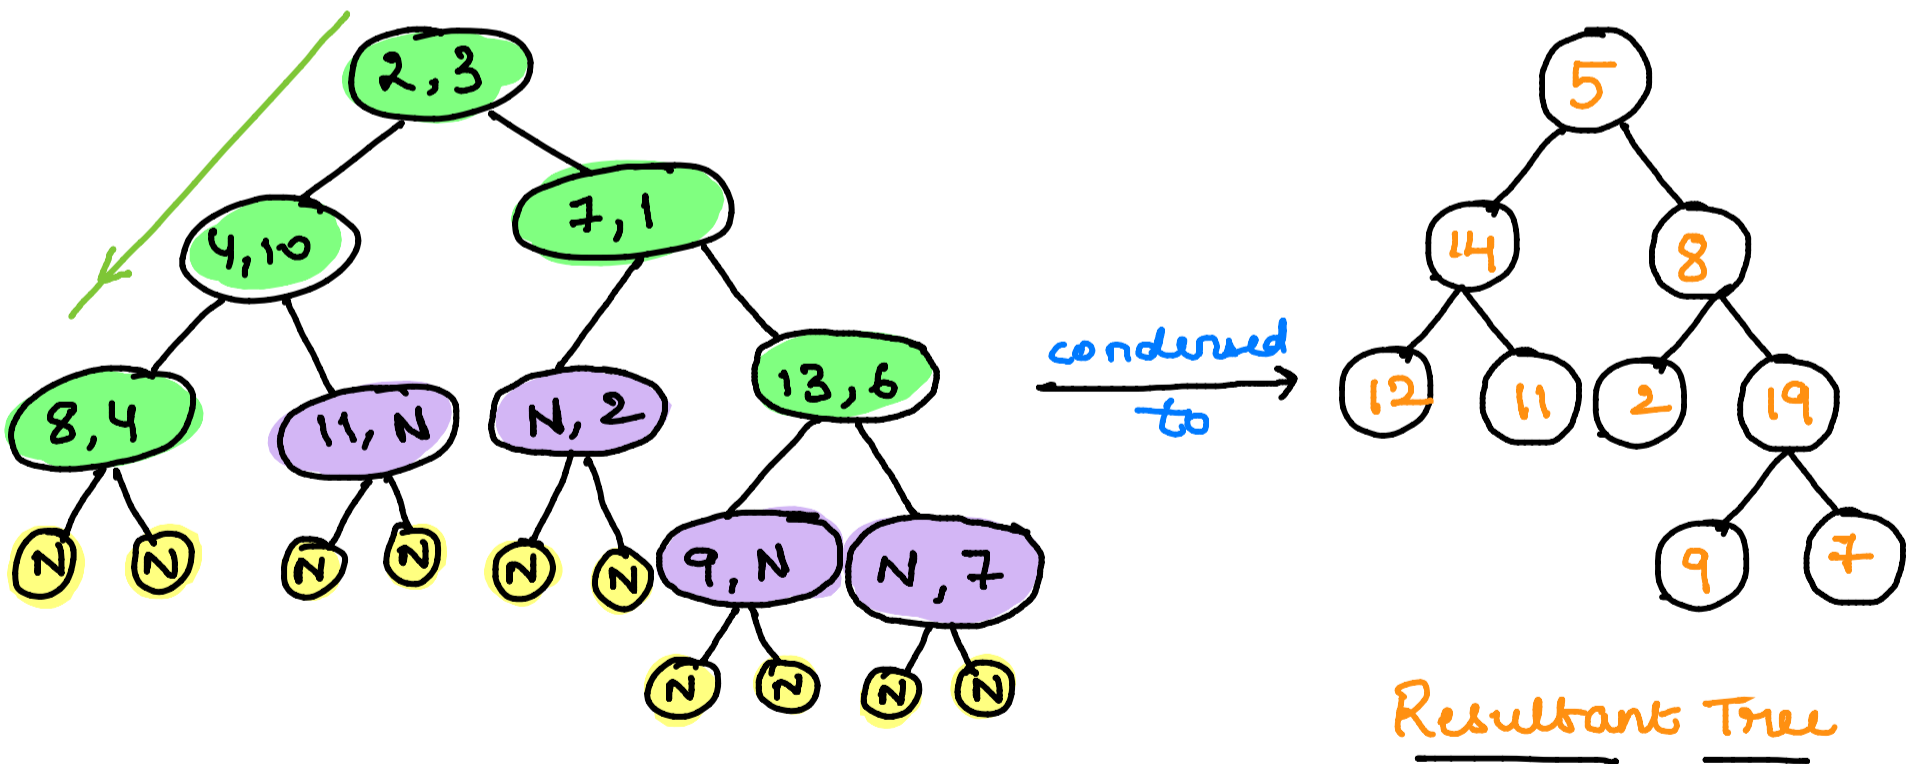 2,3
4,10
7,1
8,4
11,N
N,2
13,6
N
N
N
N
N
N
9,N
N,7
N
N
N
N
condensed
to
5
14
8
12
11
2
19
9
7
Resultant Tree